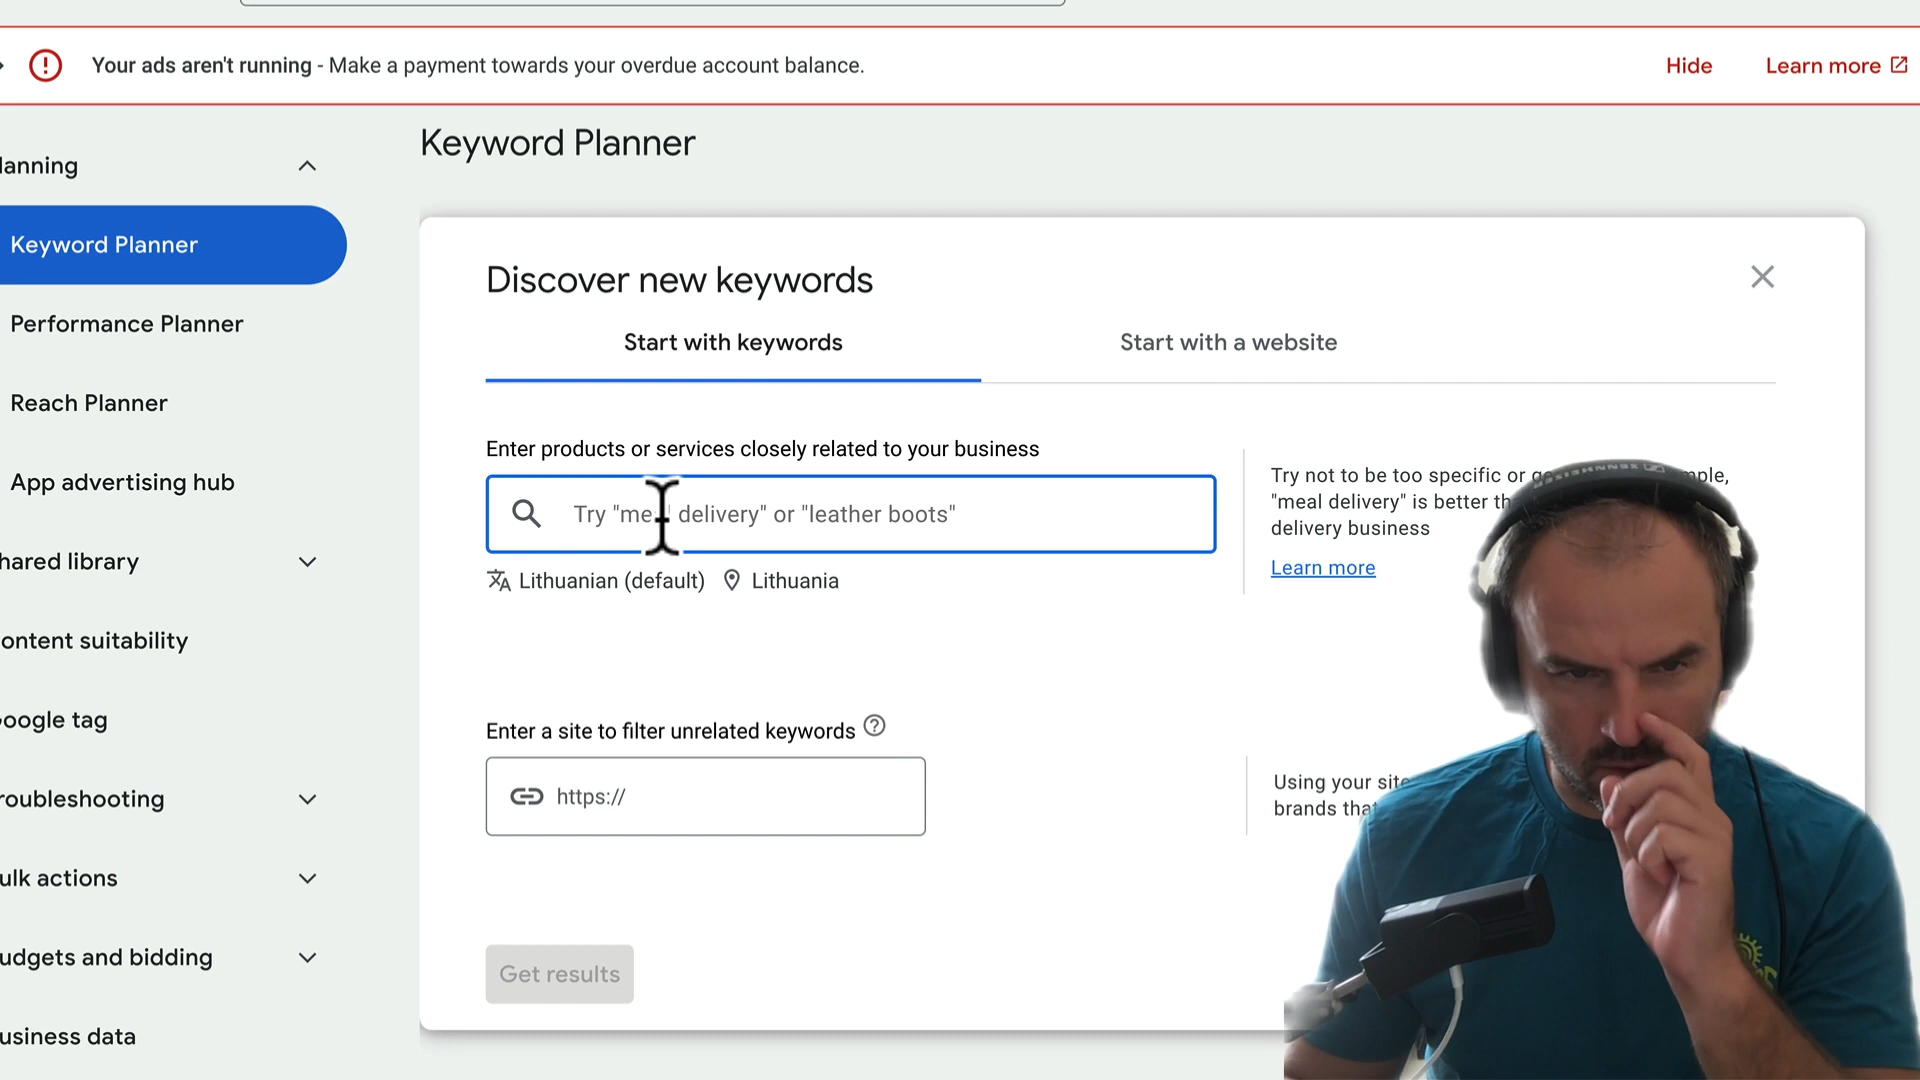 Your ads aren't running - Make a payment towards your overdue account balance.
Hide
Learn more
Keyword Planner
lanning
Keyword Planner
Performance Planner
Reach Planner
App advertising hub
hared library
ontent suitability
oogle tag
roubleshooting
ulk actions
udgets and bidding
usiness data
Discover new keywords
Start with keywords
Start with a website
Enter products or services closely related to your business
Try "me delivery" or "leather boots"
Lithuanian (default)
Lithuania
Try not to be too specific or
"meal delivery" is better
delivery business
Learn more
Enter a site to filter unrelated keywords
https://
Using your site
brands that
Get results
SENNHEISER